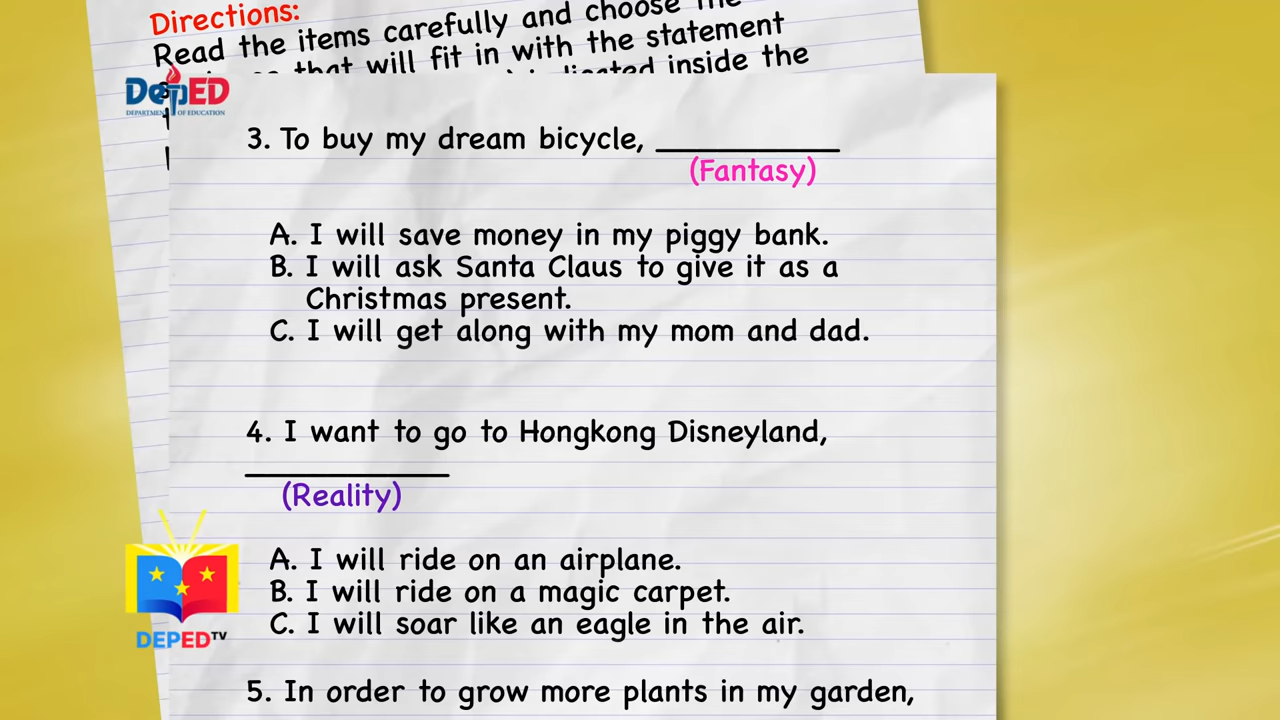 Directions:
Read the items carefully and choose the
that will fit in with the statement
indicated inside the
DepED
DEPARTMENT OF EDUCATION
3. To buy my dream bicycle, ____________
(Fantasy)
A. I will save money in my piggy bank.
B. I will ask Santa Claus to give it as a
Christmas present.
C. I will get along with my mom and dad.
4. I want to go to Hongkong Disneyland,
____________
(Reality)
A. I will ride on an airplane.
B. I will ride on a magic carpet.
C. I will soar like an eagle in the air.
DEPED TV
5. In order to grow more plants in my garden,